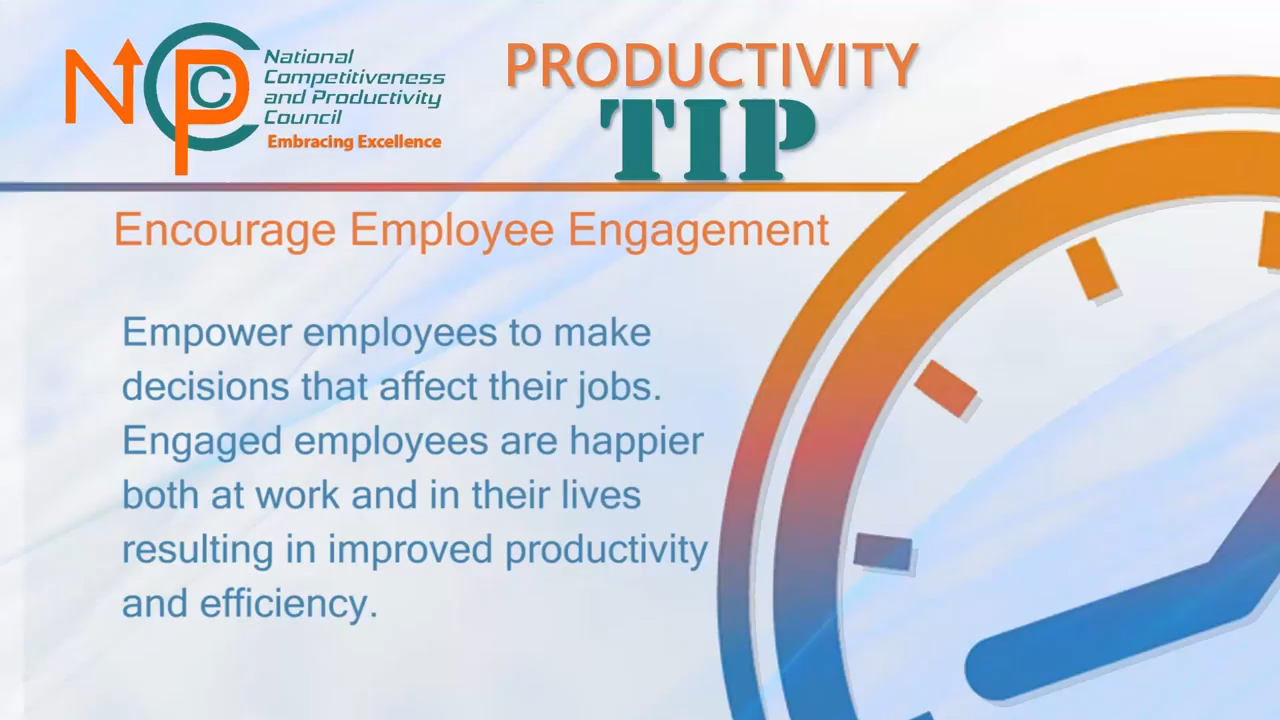 NCPC
National
Competitiveness
and Productivity
Council
Embracing Excellence
PRODUCTIVITY
TIP
Encourage Employee Engagement
Empower employees to make
decisions that affect their jobs.
Engaged employees are happier
both at work and in their lives
resulting in improved productivity
and efficiency.